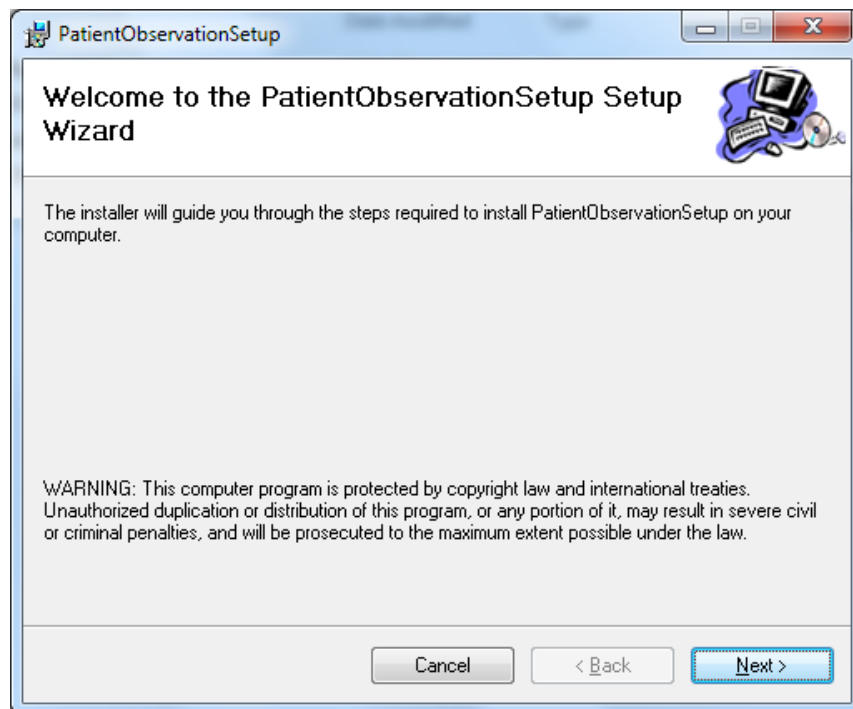 PatientObservationSetup
Welcome to the PatientObservationSetup Setup
Wizard
The installer will guide you through the steps required to install PatientObservationSetup on your
computer.
WARNING: This computer program is protected by copyright law and international treaties.
Unauthorized duplication or distribution of this program, or any portion of it, may result in severe civil
or criminal penalties, and will be prosecuted to the maximum extent possible under the law.
Cancel
< Back
Next >